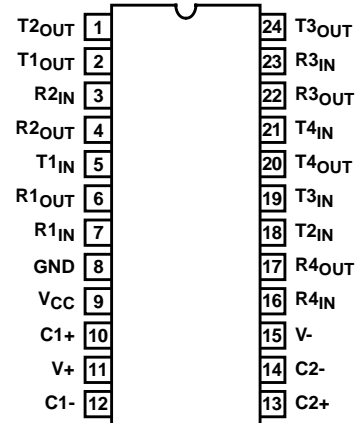 T2OUT 1 24 T3OUT
T1OUT 2 23 R3IN
R2IN 3 22 R3OUT
R2OUT 4 21 T4IN
T1IN 5 20 T4OUT
R1OUT 6 19 T3IN
R1IN 7 18 T2IN
GND 8 17 R4OUT
VCC 9 16 R4IN
C1+ 10 15 V-
V+ 11 14 C2-
C1- 12 13 C2+